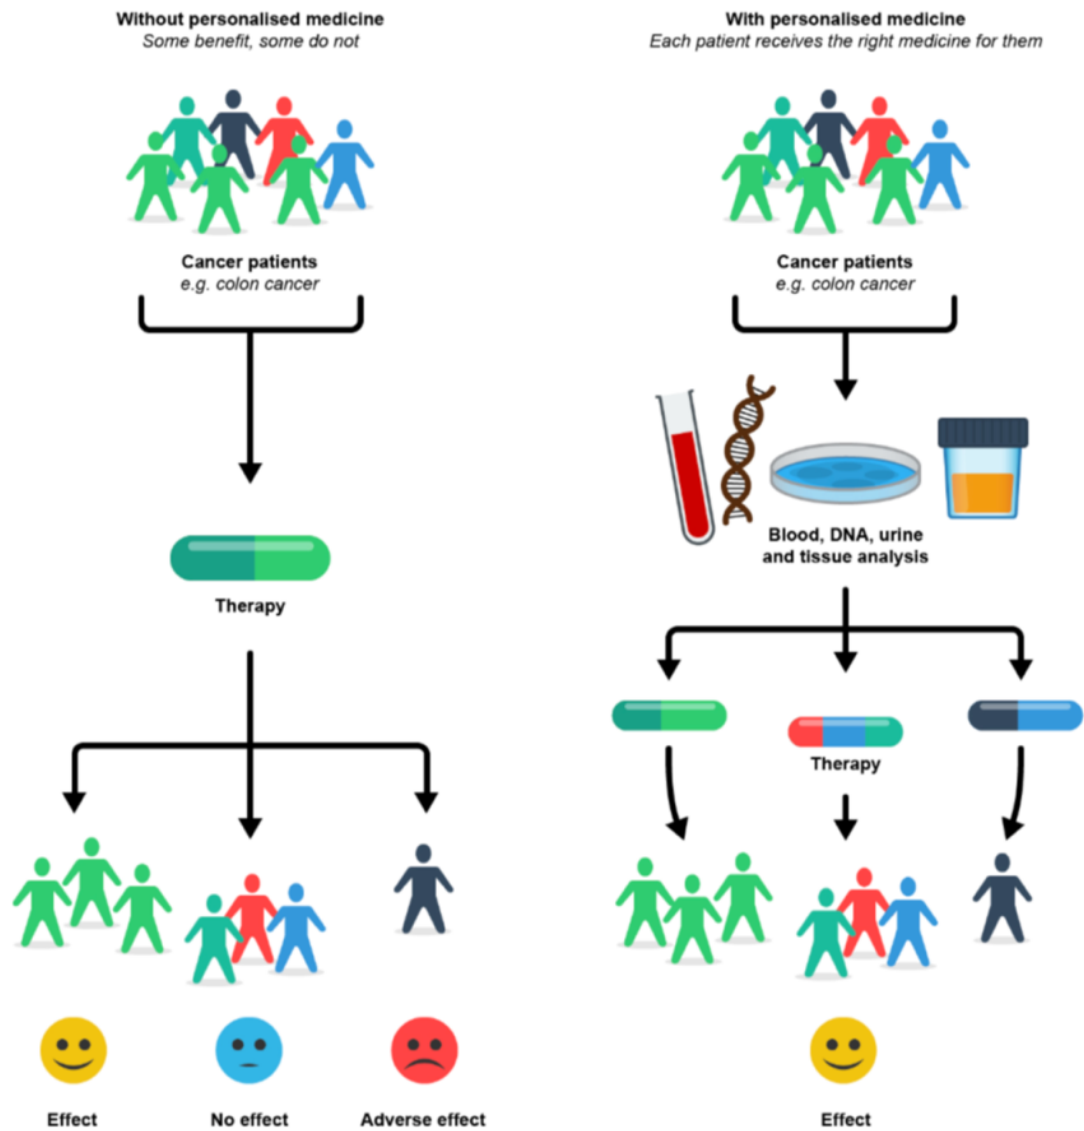 Without personalised medicine
Some benefit, some do not
Cancer patients
e.g. colon cancer
Therapy
Effect
No effect
Adverse effect
With personalised medicine
Each patient receives the right medicine for them
Cancer patients
e.g. colon cancer
Blood, DNA, urine
and tissue analysis
Therapy
Effect